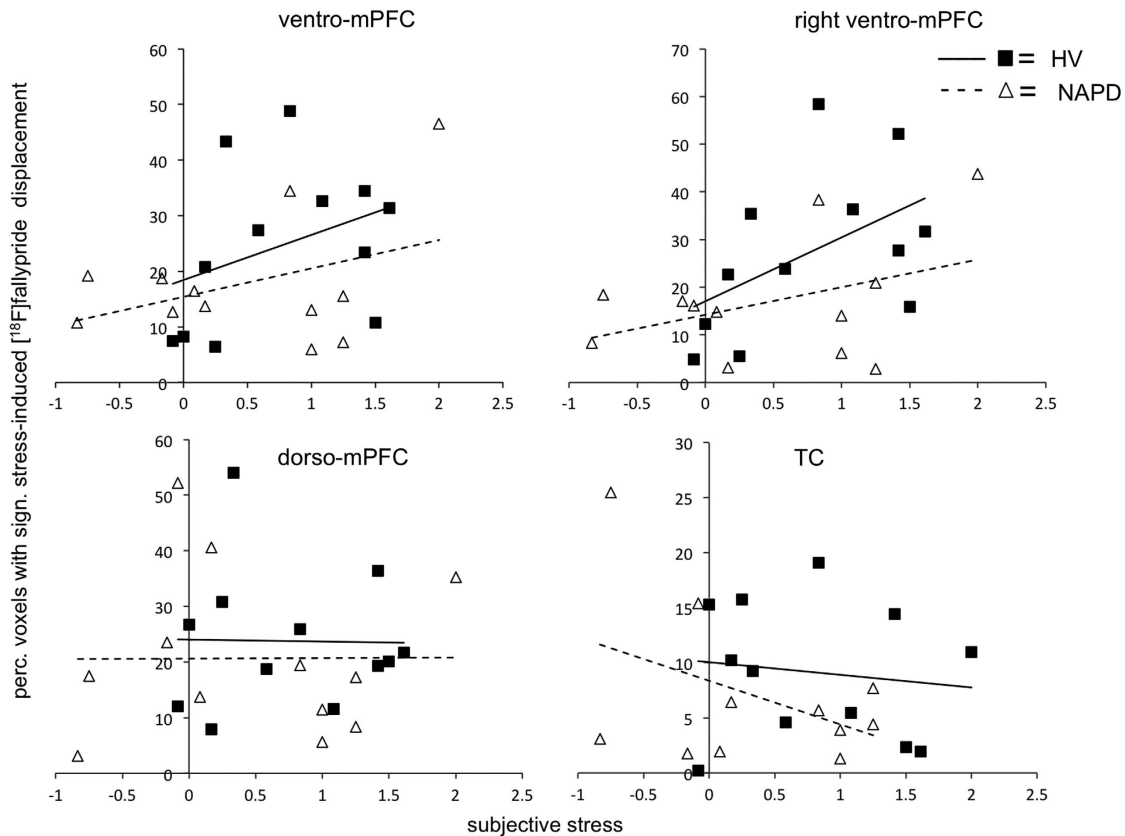 ventro-mPFC
60
50
40
30
20
10
0
-1 -0.5 0 0.5 1 1.5 2 2.5
right ventro-mPFC
70
60
50
40
30
20
10
0
-1 -0.5 0 0.5 1 1.5 2 2.5
= HV
= NAPD
dorso-mPFC
60
50
40
30
20
10
0
-1 -0.5 0 0.5 1 1.5 2 2.5
TC
30
25
20
15
10
5
0
-1 -0.5 0 0.5 1 1.5 2 2.5
perc. voxels with sign. stress-induced [¹⁸F]fallypride displacement
subjective stress